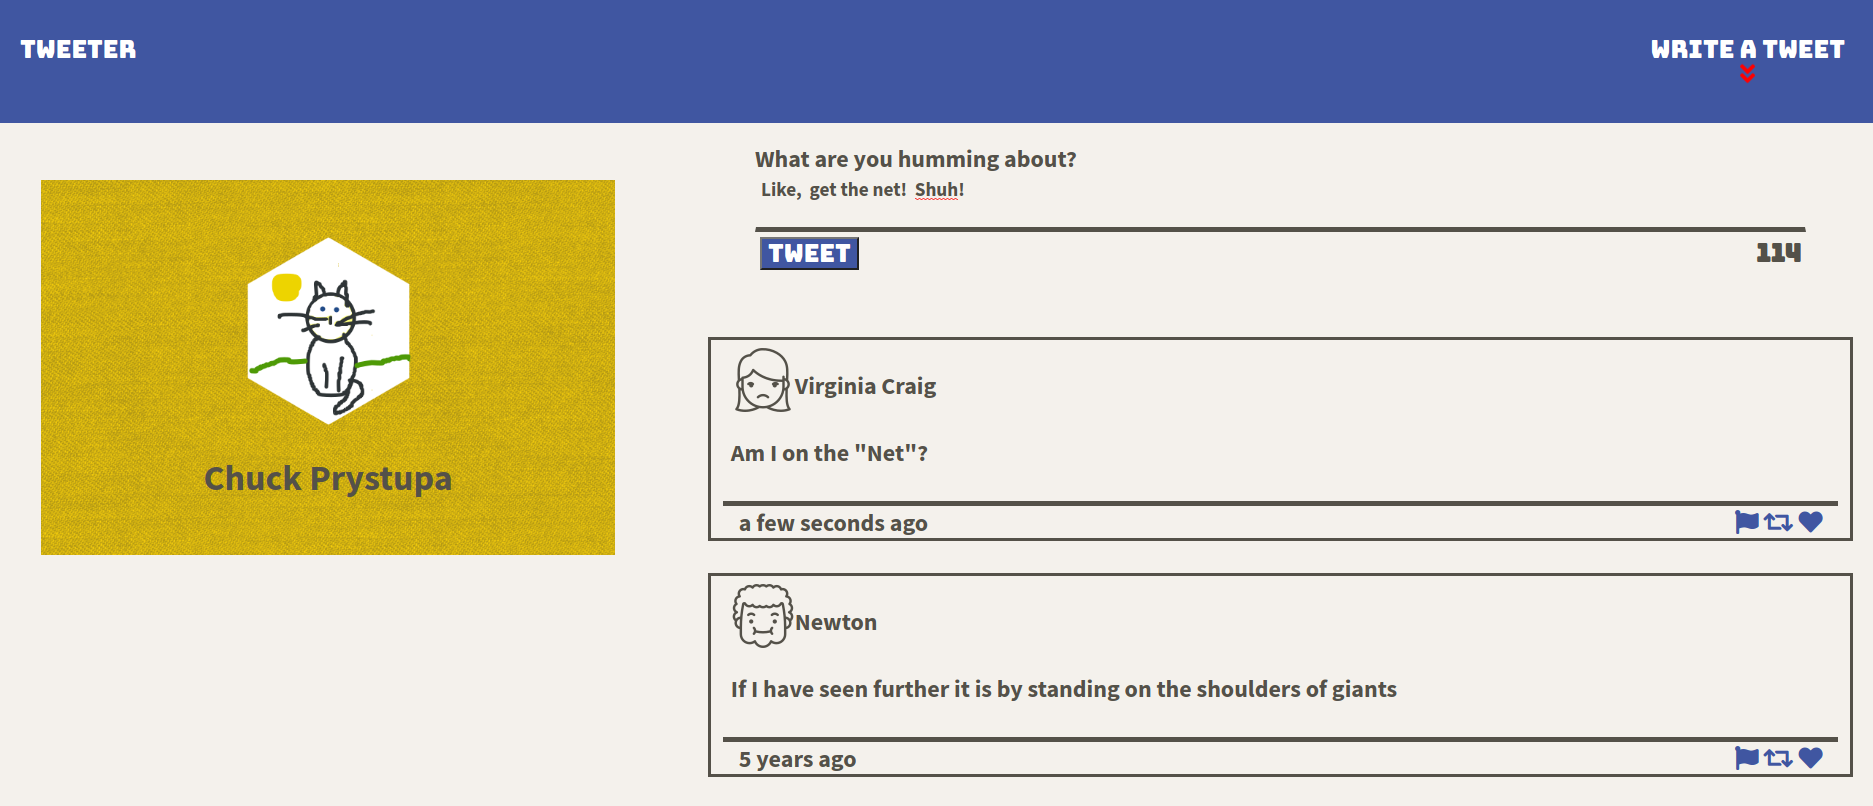 TWEETER
WRITE A TWEET
Chuck Prystupa
What are you humming about?
Like,  get the net!  Shuh!
TWEET
114
Virginia Craig
Am I on the "Net"?
a few seconds ago
Newton
If I have seen further it is by standing on the shoulders of giants
5 years ago